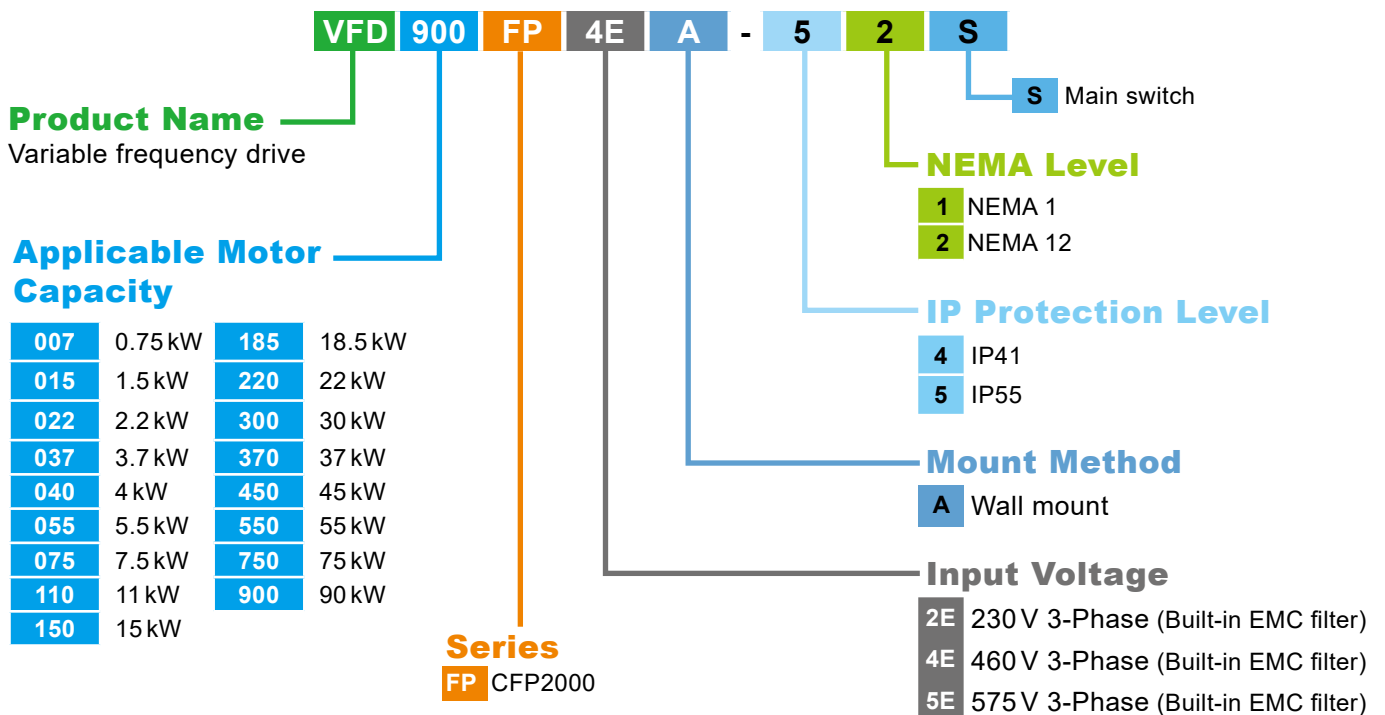 VFD 900 FP 4E A - 5 2 S
S Main switch
Product Name
Variable frequency drive
Applicable Motor
Capacity
007 0.75 kW 185 18.5 kW
015 1.5 kW 220 22 kW
022 2.2 kW 300 30 kW
037 3.7 kW 370 37 kW
040 4 kW 450 45 kW
055 5.5 kW 550 55 kW
075 7.5 kW 750 75 kW
110 11 kW 900 90 kW
150 15 kW
Series
FP CFP2000
NEMA Level
1 NEMA 1
2 NEMA 12
IP Protection Level
4 IP41
5 IP55
Mount Method
A Wall mount
Input Voltage
2E 230 V 3-Phase (Built-in EMC filter)
4E 460 V 3-Phase (Built-in EMC filter)
5E 575 V 3-Phase (Built-in EMC filter)